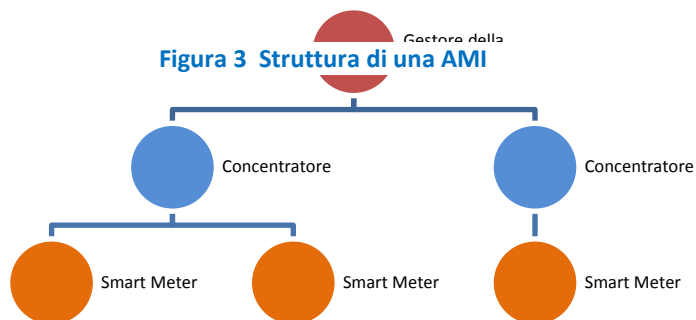 Gestore della
Figura 3  Struttura di una AMI
Concentratore
Concentratore
Smart Meter
Smart Meter
Smart Meter